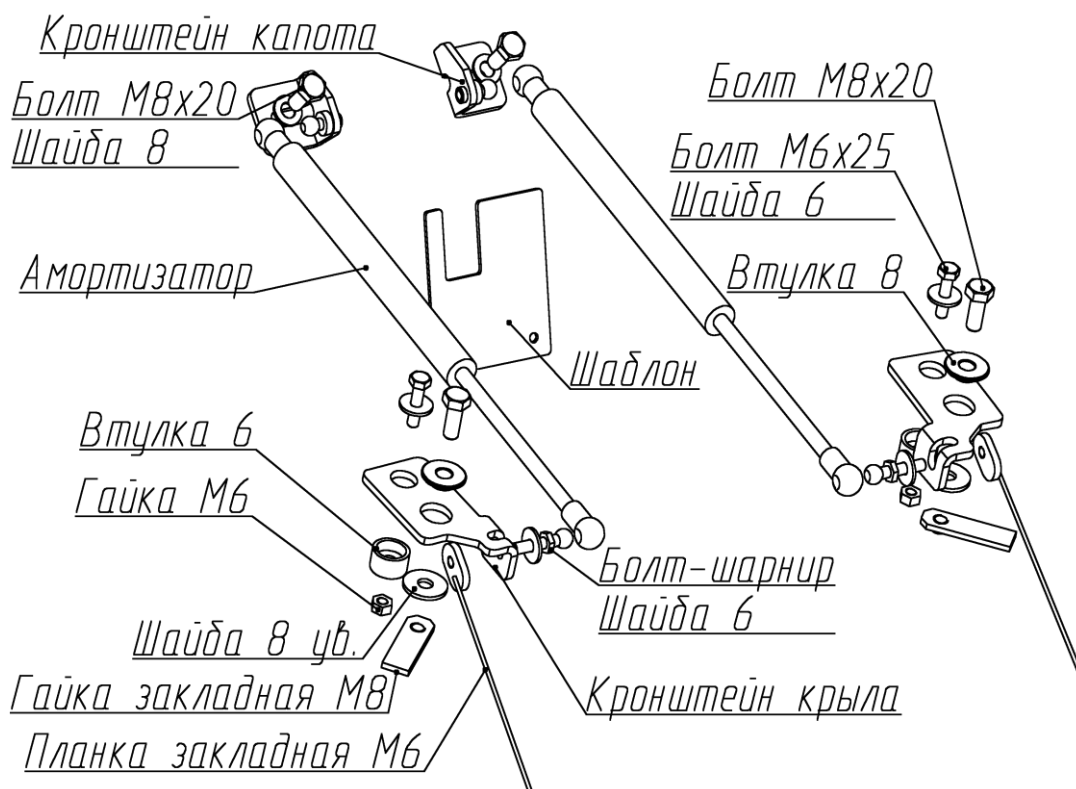 Кронштейн капота
Болт М8х20
Шайба 8
Болт М8х20
Болт М6х25
Шайба 6
Втулка 8
Амортизатор
Шаблон
Втулка 6
Гайка М6
Болт-шарнир
Шайба 6
Шайба 8 ув.
Гайка закладная М8
Кронштейн крыла
Планка закладная М6